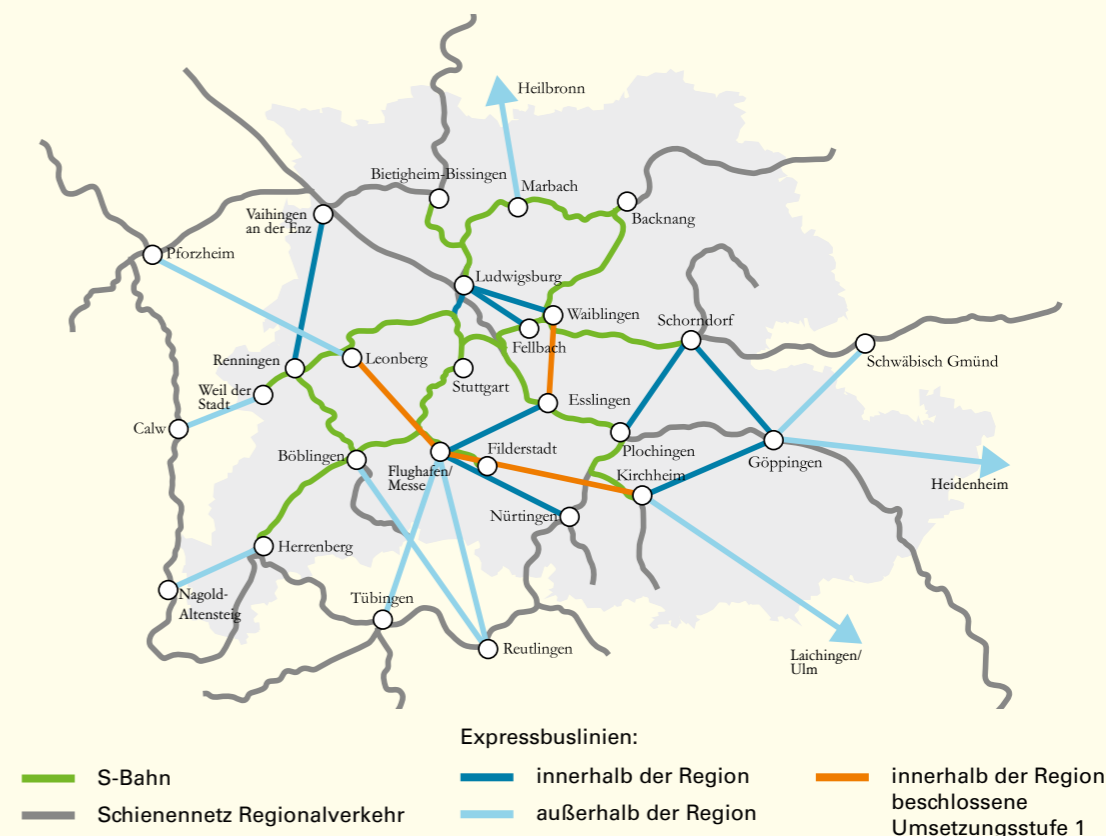 Heilbronn
Bietigheim-Bissingen
Marbach
Vaihingen
an der Enz
Backnang
Pforzheim
Ludwigsburg
Waiblingen
Schorndorf
Fellbach
Renningen
Leonberg
Schwäbisch Gmünd
Weil der
Stadt
Stuttgart
Esslingen
Calw
Plochingen
Böblingen
Flughafen/
Messe
Filderstadt
Göppingen
Kirchheim
Heidenheim
Nürtingen
Herrenberg
Nagold-
Altensteig
Tübingen
Reutlingen
Laichingen/
Ulm
Expressbuslinien:
S-Bahn
innerhalb der Region
innerhalb der Region
beschlossene
Umsetzungsstufe 1
Schienennetz Regionalverkehr
außerhalb der Region